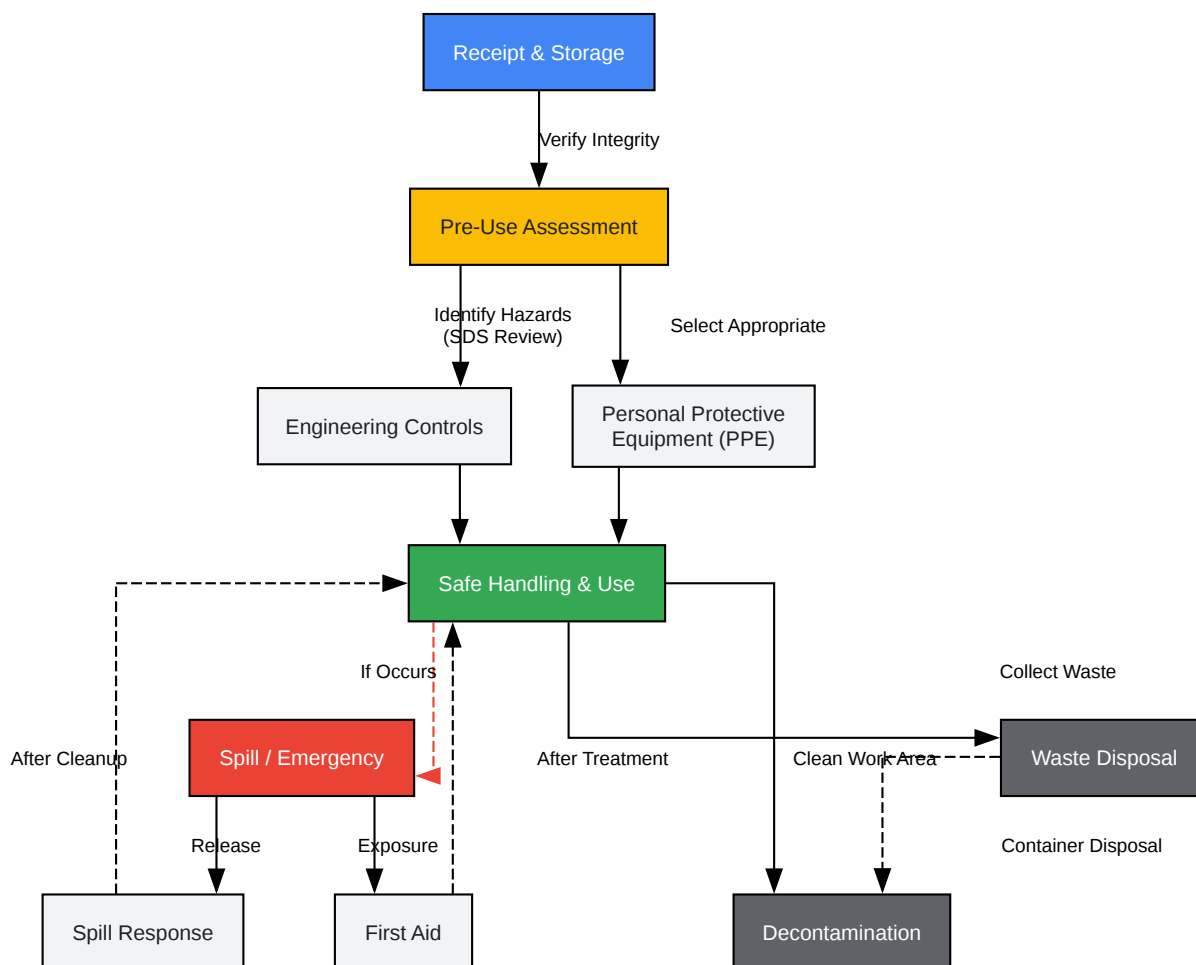 Receipt & Storage
Verify Integrity
Pre-Use Assessment
Identify Hazards
(SDS Review)
Select Appropriate
Engineering Controls
Personal Protective
Equipment (PPE)
Safe Handling & Use
If Occurs
Collect Waste
After Cleanup
Spill / Emergency
After Treatment
Clean Work Area
Waste Disposal
Release
Exposure
Container Disposal
Spill Response
First Aid
Decontamination